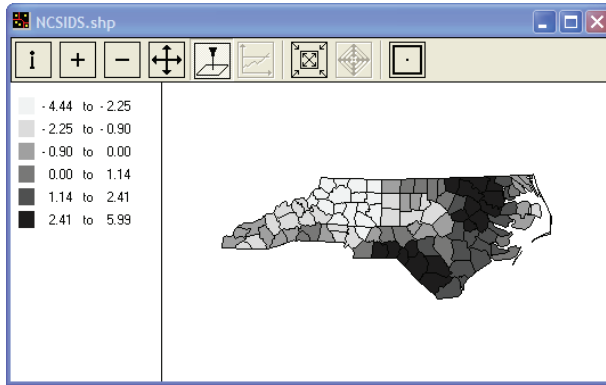 NCSIDS.shp
i
- 4.44 to - 2.25
- 2.25 to - 0.90
- 0.90 to 0.00
0.00 to 1.14
1.14 to 2.41
2.41 to 5.99